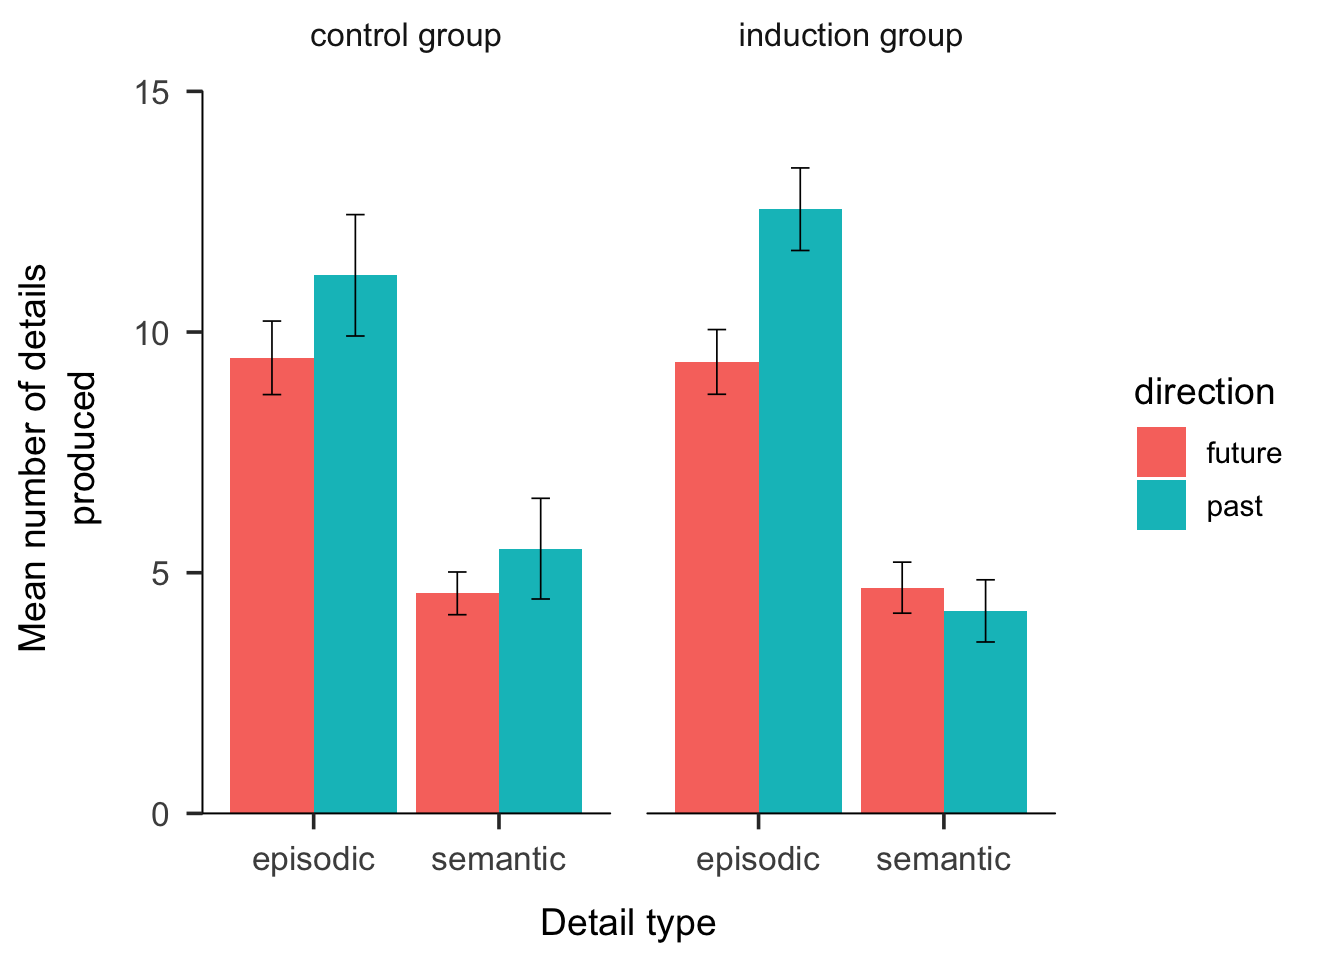 control group
induction group
15
10
5
0
Mean number of details
produced
episodic
semantic
episodic
semantic
Detail type
direction
future
past